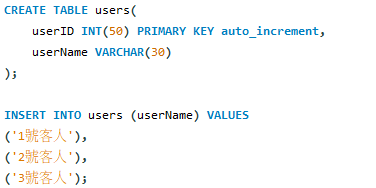 CREATE TABLE users(
    userID INT(50) PRIMARY KEY auto_increment,
    userName VARCHAR(30)
);

INSERT INTO users (userName) VALUES
('1號客人'),
('2號客人'),
('3號客人');